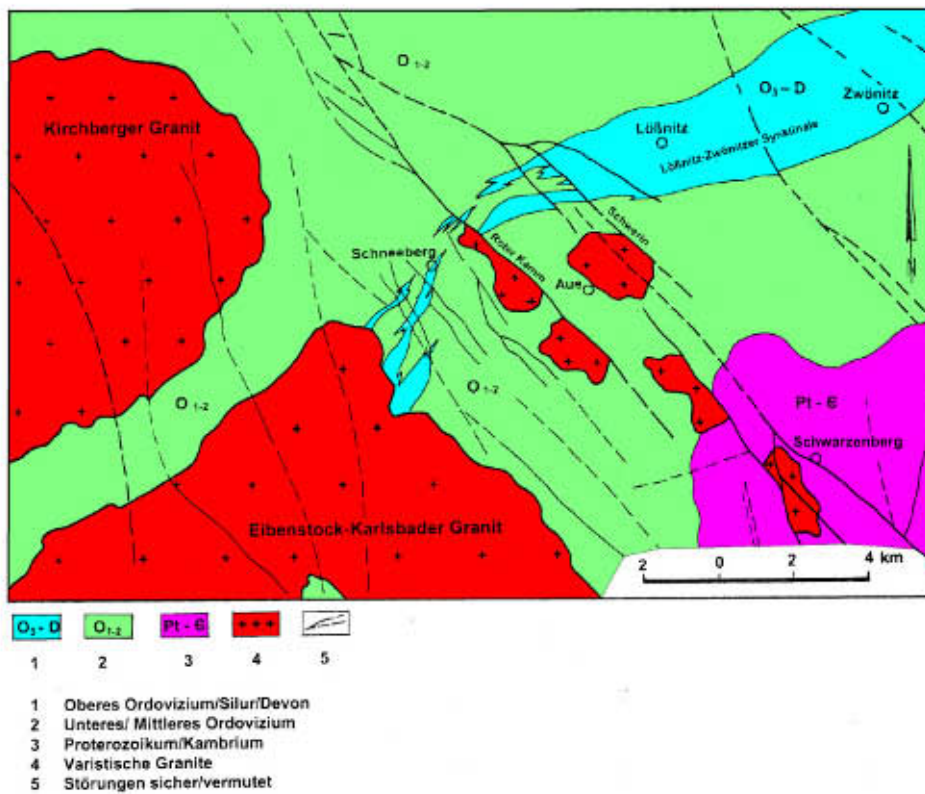 O 1-2
O3 - D
Zwönitz
Kirchberger Granit
Lößnitz
Lößnitz-Zwönitzer Synklinale
Schwerin
Schneeberg
Roter Kamm
Aue
O 1-2
O 1-2
Pt - Є
Schwarzenberg
Eibenstock-Karlsbader Granit
2 0 2 4 km
O3 - D O1-2 Pt - Є
1 2 3 4 5
1 Oberes Ordovizium/Silur/Devon
2 Unteres/ Mittleres Ordovizium
3 Proterozoikum/Kambrium
4 Varistische Granite
5 Störungen sicher/vermutet